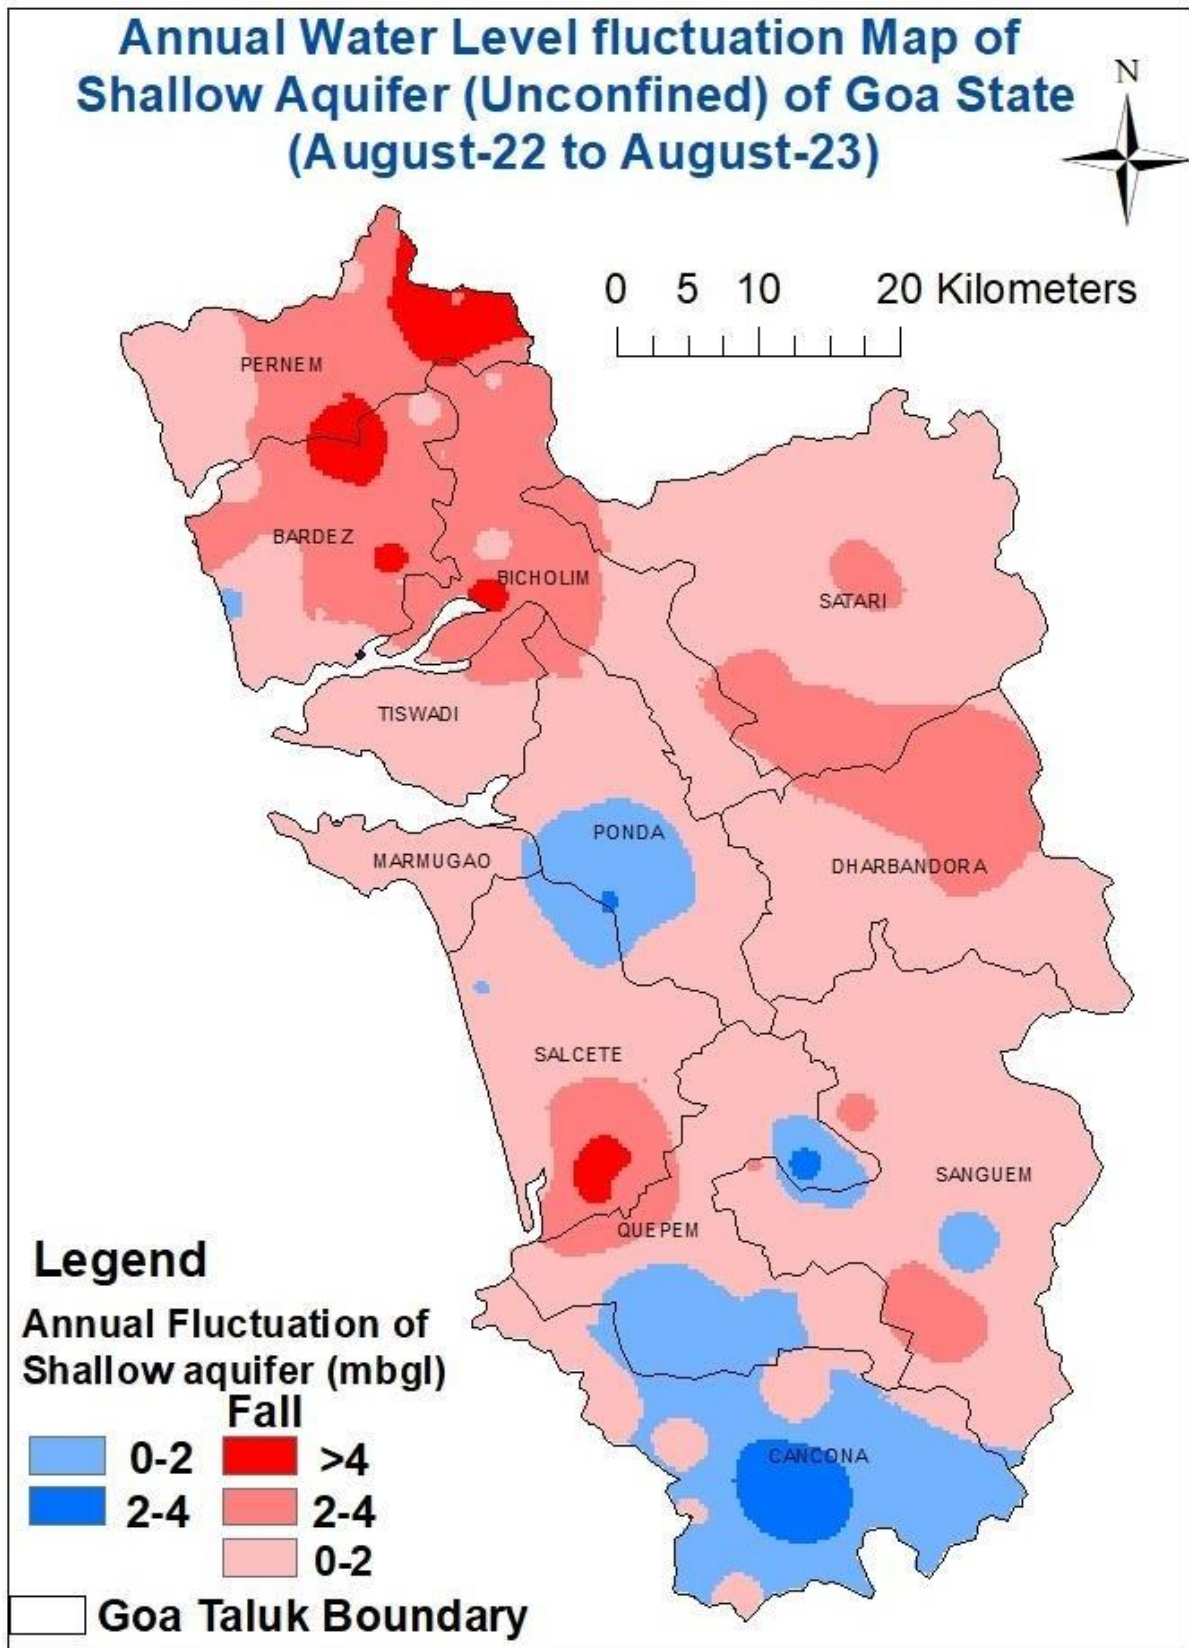 Annual Water Level fluctuation Map of
Shallow Aquifer (Unconfined) of Goa State
(August-22 to August-23)
N
0 5 10 20 Kilometers
PERNEM
BARDEZ
BICHOLIM
SATARI
TISWADI
PONDA
MARMUGAO
DHARBANDORA
SALCETE
SANGUEM
QUEPEM
CANCONA
Legend
Annual Fluctuation of
Shallow aquifer (mbgl)
Fall
0-2 >4
2-4 2-4
0-2
Goa Taluk Boundary